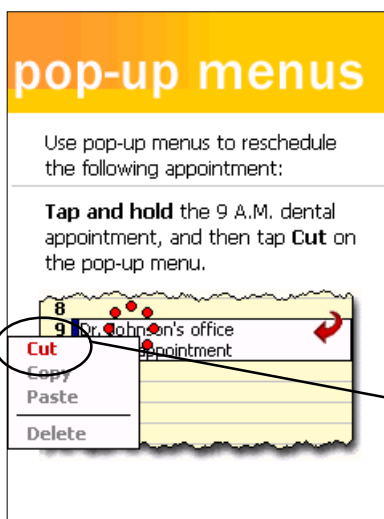 pop-up menus
Use pop-up menus to reschedule
the following appointment:
Tap and hold the 9 A.M. dental
appointment, and then tap Cut on
the pop-up menu.
8
9 Dr. Johnson's office
appointment
Cut
Copy
Paste
Delete